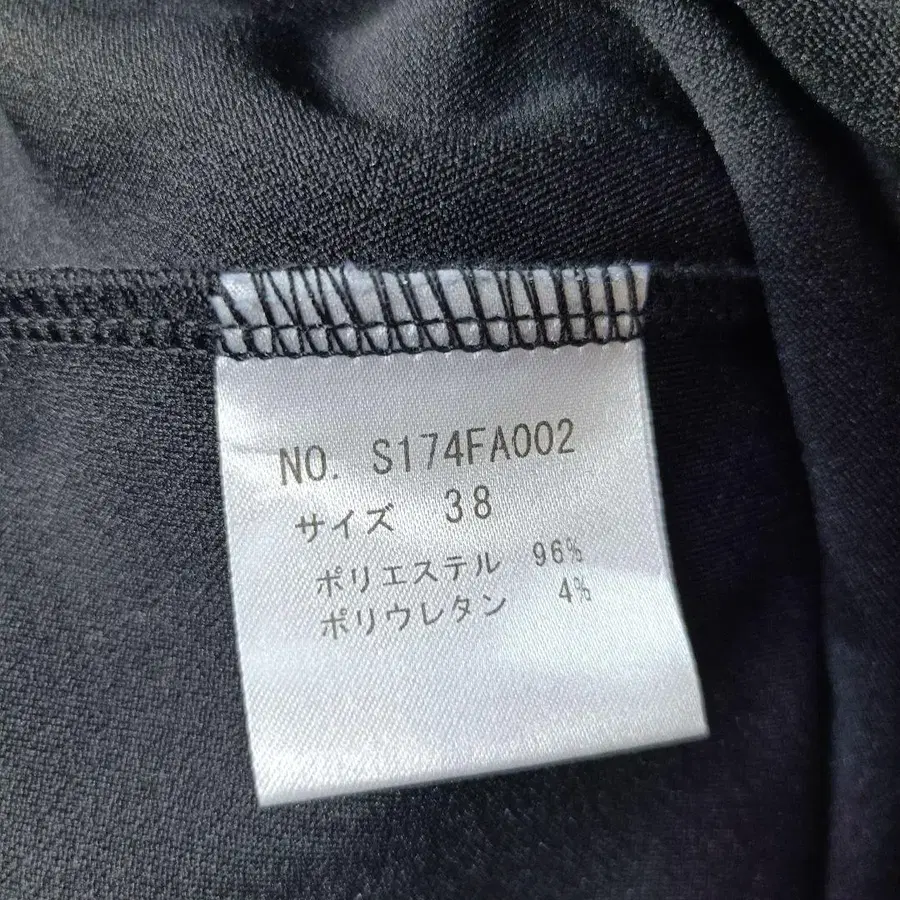 NO. S174FA002
サイズ 38
ポリエステル 96%
ポリウレタン 4%